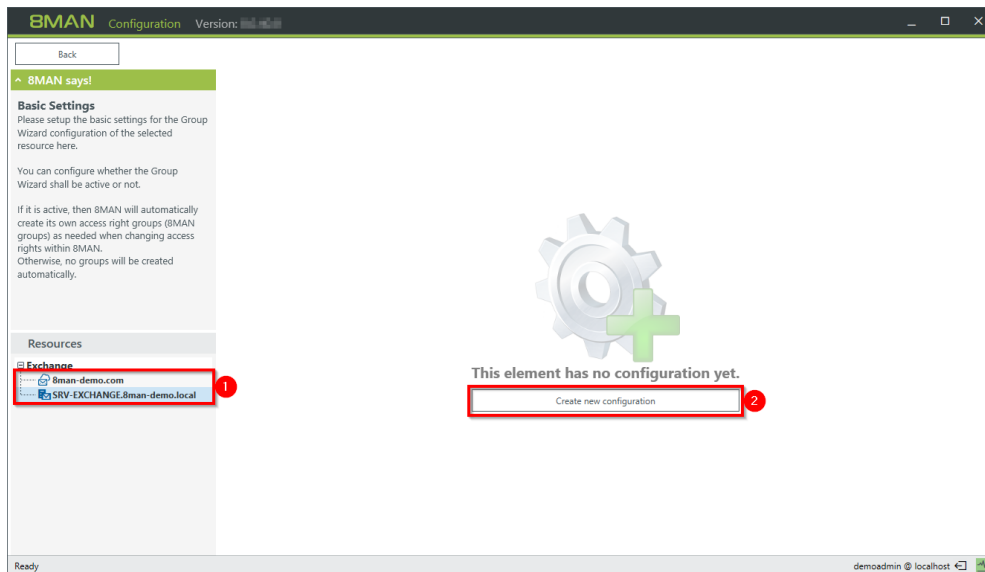 8MAN Configuration Version:
Back
8MAN says!
Basic Settings
Please setup the basic settings for the Group
Wizard configuration of the selected
resource here.
You can configure whether the Group
Wizard shall be active or not.
If it is active, then 8MAN will automatically
create its own access right groups (8MAN
groups) as needed when changing access
rights within 8MAN.
Otherwise, no groups will be created
automatically.
Resources
Exchange
8man-demo.com
SRV-EXCHANGE.8man-demo.local
1
This element has no configuration yet.
Create new configuration
2
Ready
demoadmin @ localhost